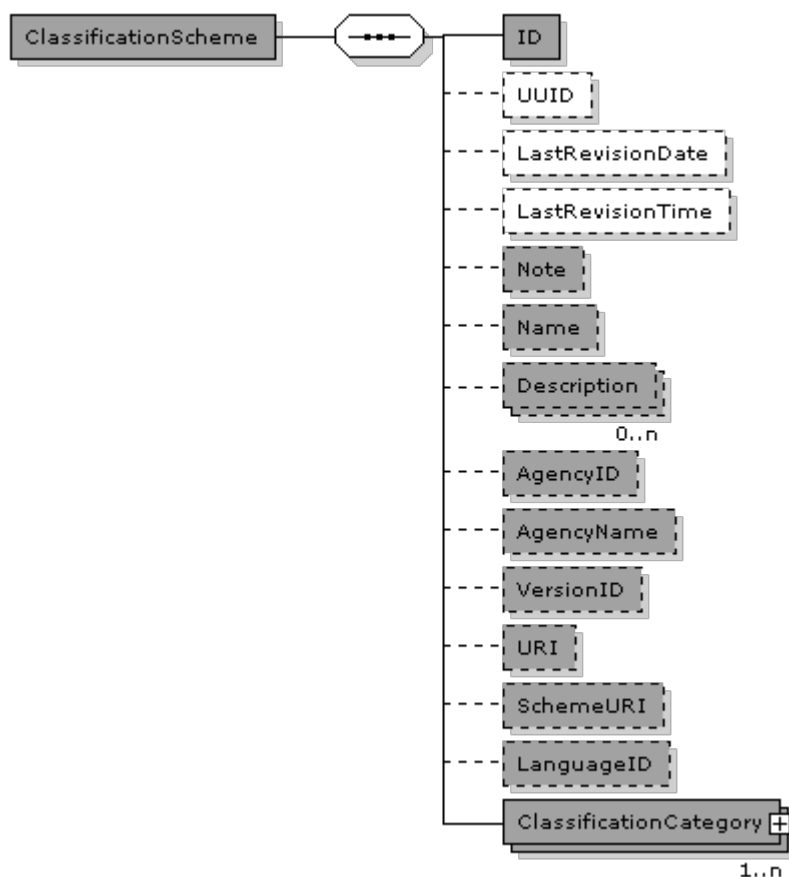 ClassificationScheme
ID
UUID
LastRevisionDate
LastRevisionTime
Note
Name
Description
0..n
AgencyID
AgencyName
VersionID
URI
SchemeURI
LanguageID
ClassificationCategory
1..n